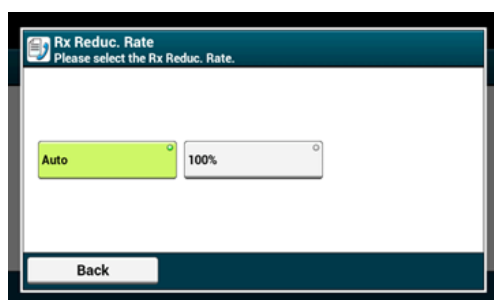 Rx Reduc. Rate
Please select the Rx Reduc. Rate.
Auto
100%
Back